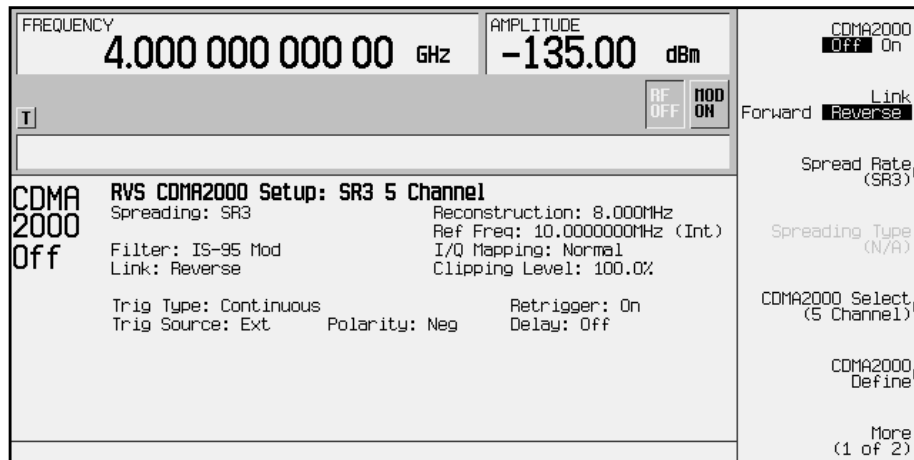 FREQUENCY
4.000 000 000 00 GHz
AMPLITUDE
-135.00 dBm
T
RF OFF
MOD ON
CDMA 2000 Off
RVS CDMA2000 Setup: SR3 5 Channel
Spreading: SR3 Reconstruction: 8.000MHz
Ref Freq: 10.0000000MHz (Int)
Filter: IS-95 Mod I/Q Mapping: Normal
Link: Reverse Clipping Level: 100.0%
Trig Type: Continuous Retrigger: On
Trig Source: Ext Polarity: Neg Delay: Off
CDMA2000
Off On
Link
Forward Reverse
Spread Rate
(SR3)
Spreading Type
(N/A)
CDMA2000 Select
(5 Channel)
CDMA2000
Define
More
(1 of 2)